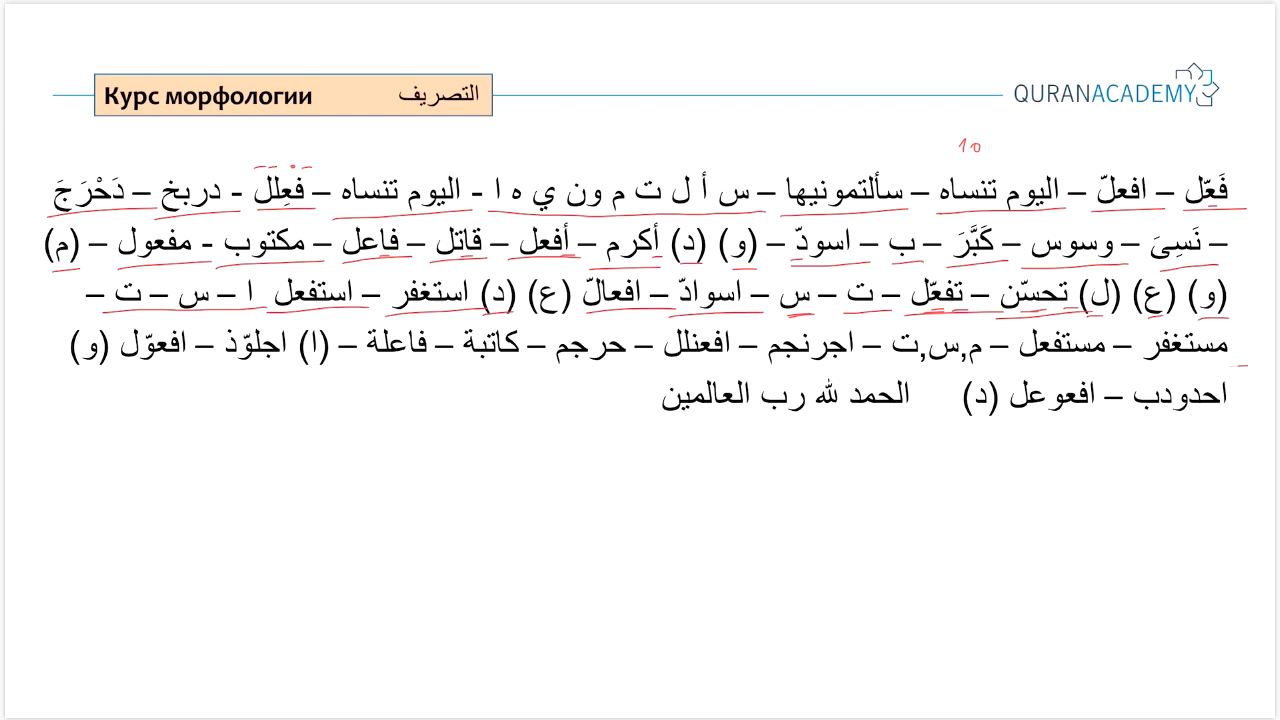 Курс морфологии التصريف
QURANACADEMY
10
فَعِّل – افعلّ – اليوم تنساه – سألتمونيها – س أ ل ت م و ن ي ه ا - اليوم تنساه – فَعِلل - دربخ – دَحْرَجَ
– نَسِىَ – وسوس – كَبَّرَ – ب – اسودّ – (و) (د) أكرم – أفعل – قاتل – فاعل – مكتوب - مفعول – (م)
(و) (ع) (ل) تحسّن – تفعّل – ت – س – اسوادّ – افعالّ (ع) (د) استغفر – استفعل ا – س – ت –
مستغفر – مستفعل – م,س,ت – اجرنجم – افعنلل – حرجم – كاتبة – فاعلة – (ا) اجلوّذ – افعوّل (و)
احدودب – افعوعل (د) الحمد لله رب العالمين